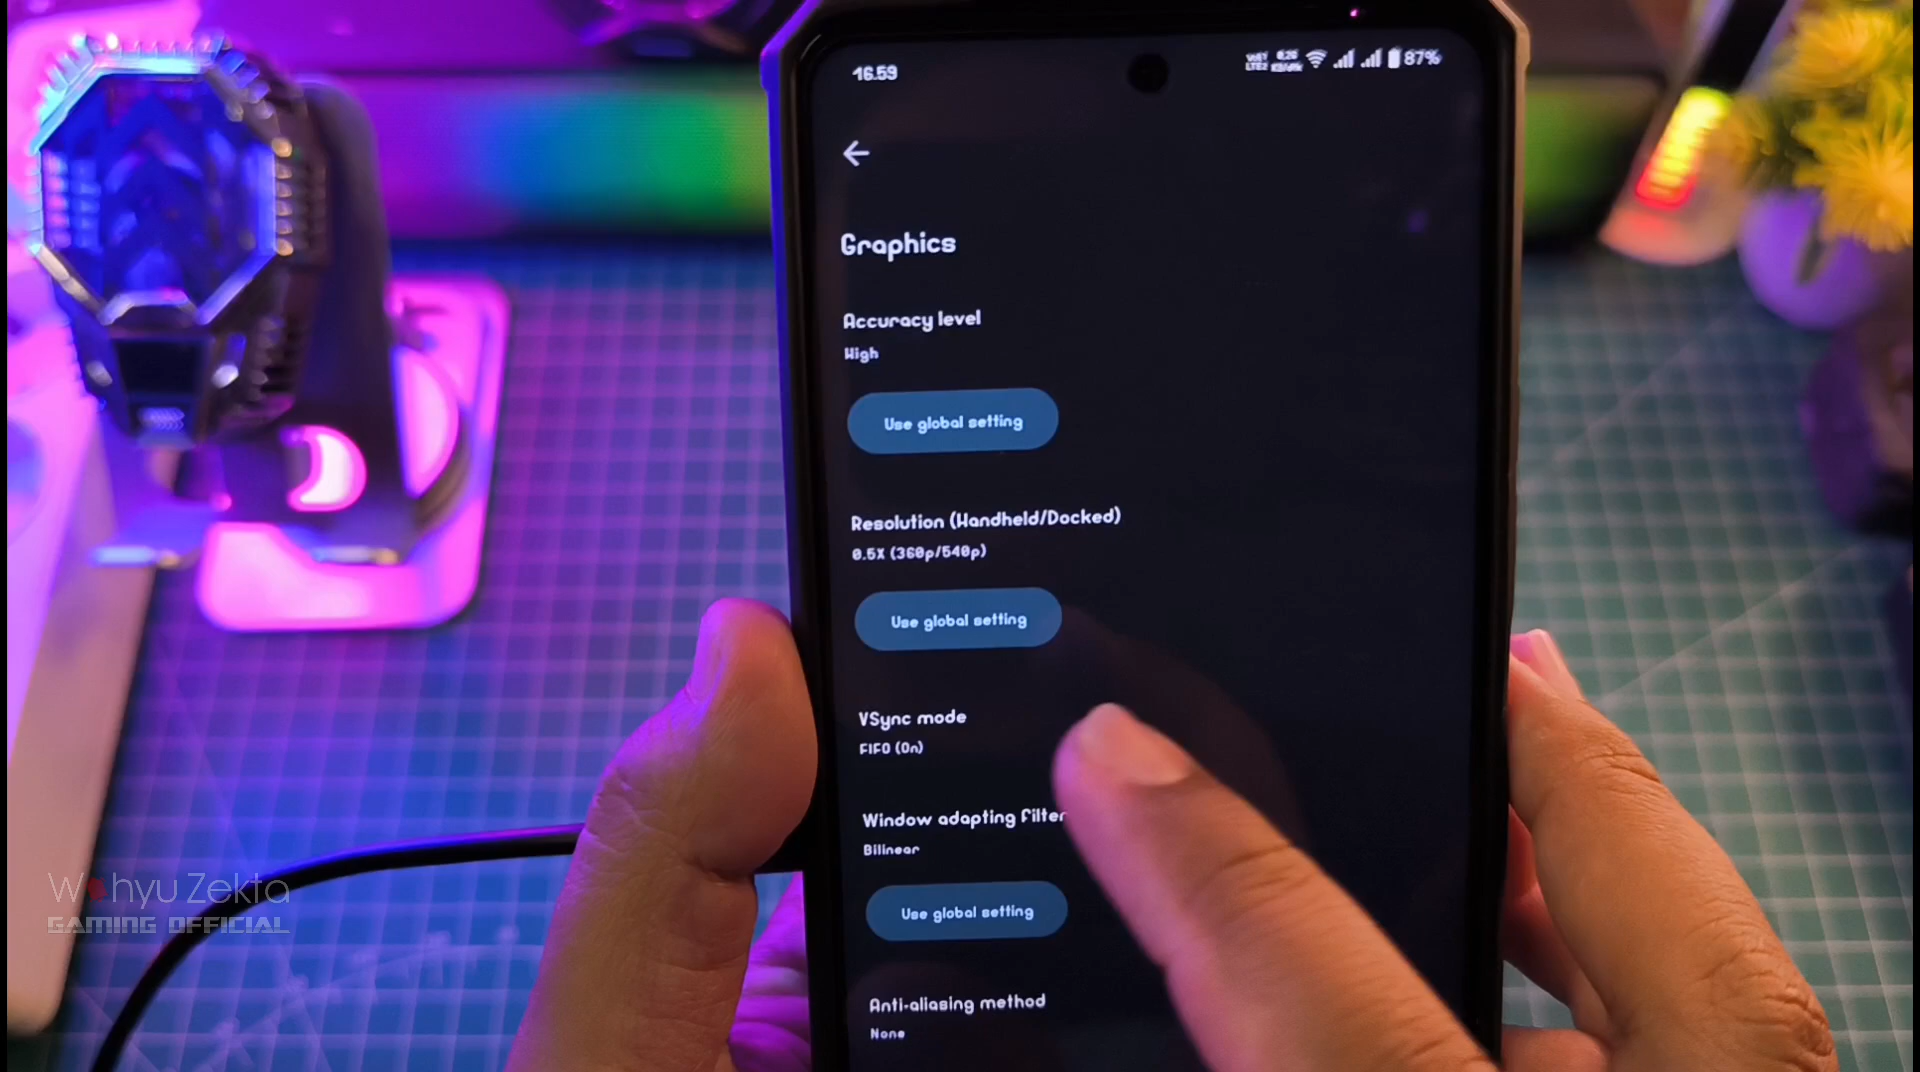 16.59
87%
Graphics
Accuracy level
High
Use global setting
Resolution (Handheld/Docked)
0.5X (360p/540p)
Use global setting
VSync mode
FIFO (On)
Window adapting filter
Bilinear
Use global setting
Anti-aliasing method
None
Wahyu Zekta
GAMING OFFICIAL